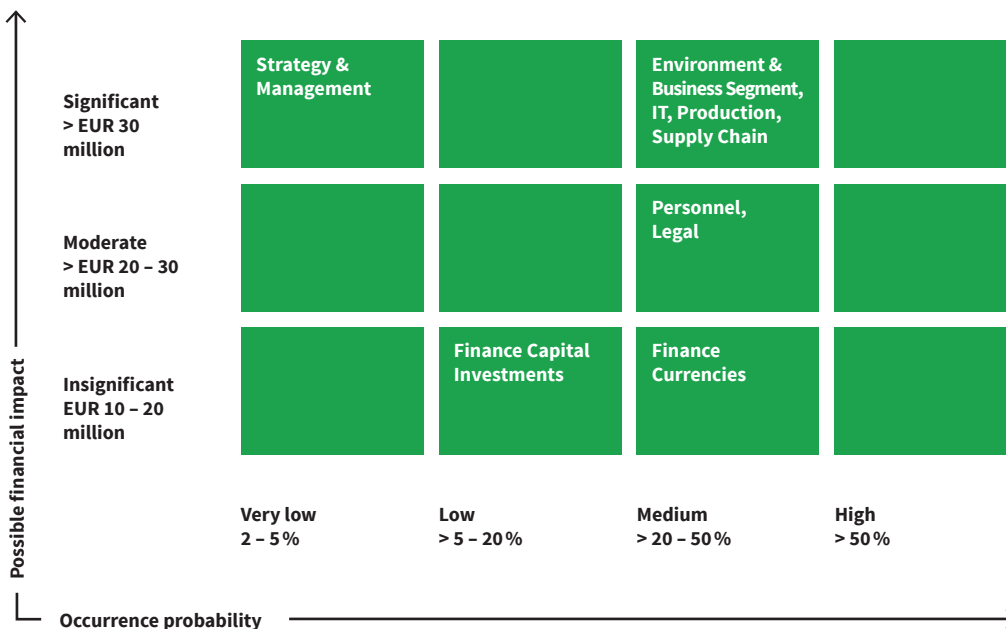 Possible financial impact
Significant
> EUR 30
million
Strategy &
Management
Environment &
Business Segment,
IT, Production,
Supply Chain
Moderate
> EUR 20 – 30
million
Personnel,
Legal
Insignificant
EUR 10 – 20
million
Finance Capital
Investments
Finance
Currencies
Very low
2 – 5 %
Low
> 5 – 20 %
Medium
> 20 – 50 %
High
> 50 %
Occurrence probability